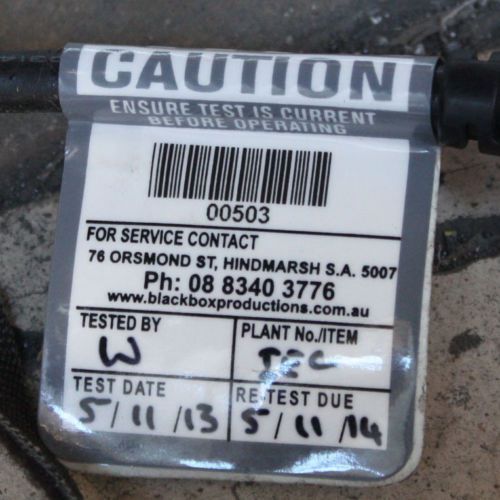 CAUTION
ENSURE TEST IS CURRENT
BEFORE OPERATING
00503
FOR SERVICE CONTACT
76 ORSMOND ST, HINDMARSH S.A. 5007
Ph: 08 8340 3776
www.blackboxproductions.com.au
TESTED BY PLANT No./ITEM
W IEC
TEST DATE RE-TEST DUE
5/11/13 5/11/14